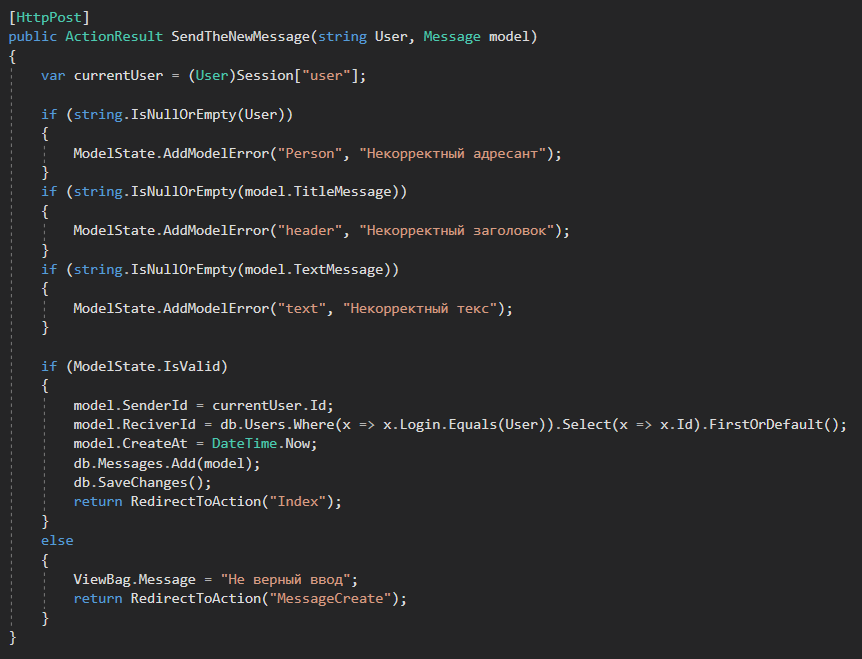 [HttpPost]
public ActionResult SendTheNewMessage(string User, Message model)
{
    var currentUser = (User)Session["user"];

    if (string.IsNullOrEmpty(User))
    {
        ModelState.AddModelError("Person", "Некорректный адресант");
    }
    if (string.IsNullOrEmpty(model.TitleMessage))
    {
        ModelState.AddModelError("header", "Некорректный заголовок");
    }
    if (string.IsNullOrEmpty(model.TextMessage))
    {
        ModelState.AddModelError("text", "Некорректный текс");
    }

    if (ModelState.IsValid)
    {
        model.SenderId = currentUser.Id;
        model.ReciverId = db.Users.Where(x => x.Login.Equals(User)).Select(x => x.Id).FirstOrDefault();
        model.CreateAt = DateTime.Now;
        db.Messages.Add(model);
        db.SaveChanges();
        return RedirectToAction("Index");
    }
    else
    {
        ViewBag.Message = "Не верный ввод";
        return RedirectToAction("MessageCreate");
    }
}